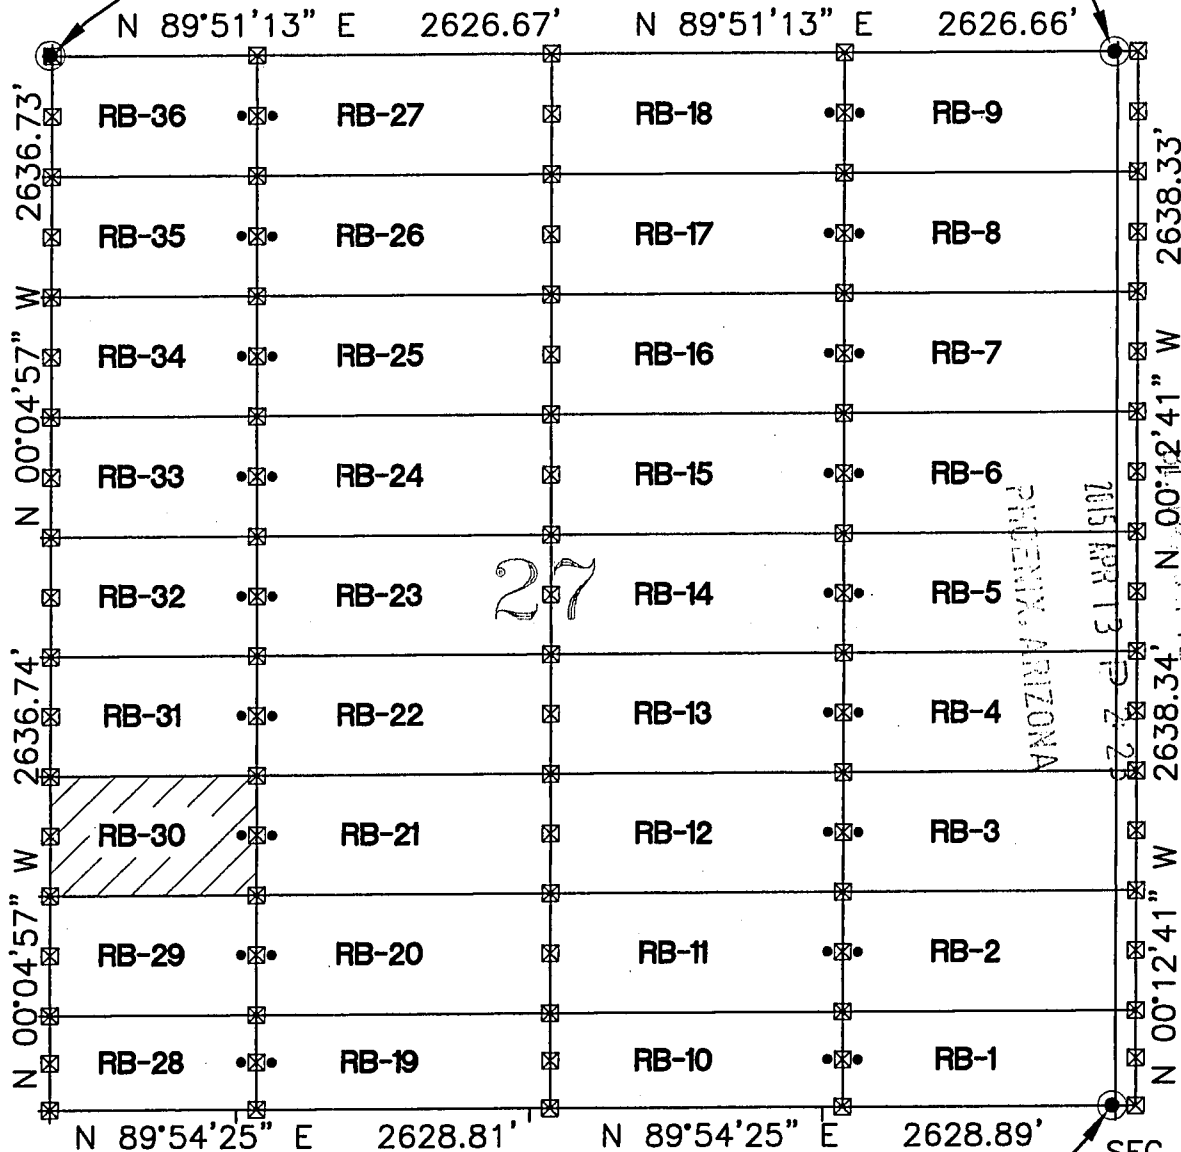 N 89°51'13" E 2626.67' N 89°51'13" E 2626.66'
RB-36 RB-27 RB-18 RB-9
RB-35 RB-26 RB-17 RB-8
RB-34 RB-25 RB-16 RB-7
RB-33 RB-24 RB-15 RB-6
RB-32 RB-23 RB-14 RB-5
27
RB-31 RB-22 RB-13 RB-4
RB-30 RB-21 RB-12 RB-3
RB-29 RB-20 RB-11 RB-2
RB-28 RB-19 RB-10 RB-1
N 00°04'57" W 2636.73'
N 00°04'57" W 2636.74'
N 00°12'41" W 2638.33'
N 00°12'41" W 2638.34'
2015 APR 13 P
PHOENIX, ARIZONA
N 89°54'25" E 2628.81' N 89°54'25" E 2628.89'
SEC